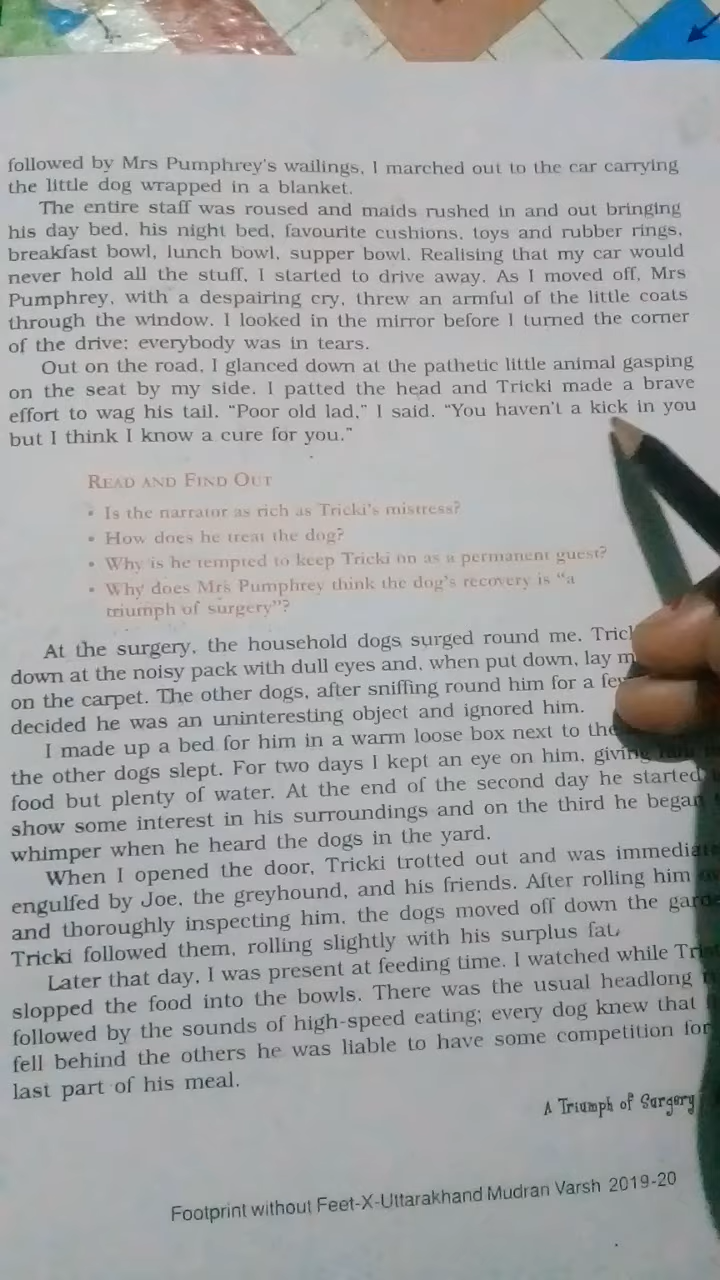 followed by Mrs Pumphrey's wailings, I marched out to the car carrying
the little dog wrapped in a blanket.
The entire staff was roused and maids rushed in and out bringing
his day bed, his night bed, favourite cushions, toys and rubber rings,
breakfast bowl, lunch bowl, supper bowl. Realising that my car would
never hold all the stuff, I started to drive away. As I moved off, Mrs
Pumphrey, with a despairing cry, threw an armful of the little coats
through the window. I looked in the mirror before I turned the corner
of the drive; everybody was in tears.
Out on the road, I glanced down at the pathetic little animal gasping
on the seat by my side. I patted the head and Tricki made a brave
effort to wag his tail. “Poor old lad,” I said. “You haven't a kick in you
but I think I know a cure for you.”
READ AND FIND OUT
• Is the narrator as rich as Tricki's mistress?
• How does he treat the dog?
• Why is he tempted to keep Tricki on as a permanent guest?
• Why does Mrs Pumphrey think the dog's recovery is “a
triumph of surgery”?
At the surgery, the household dogs surged round me.
down at the noisy pack with dull eyes and, when put down, lay
on the carpet. The other dogs, after sniffing round him for a
decided he was an uninteresting object and ignored him.
I made up a bed for him in a warm loose box next to the
the other dogs slept. For two days I kept an eye on him, giving
food but plenty of water. At the end of the second day he started
show some interest in his surroundings and on the third he began
whimper when he heard the dogs in the yard.
When I opened the door, Tricki trotted out and was
engulfed by Joe, the greyhound, and his friends. After rolling him
and thoroughly inspecting him, the dogs moved off down the
Tricki followed them, rolling slightly with his surplus fat.
Later that day, I was present at feeding time. I watched while
slopped the food into the bowls. There was the usual headlong
followed by the sounds of high-speed eating; every dog knew that
fell behind the others he was liable to have some competition for
last part of his meal.
A Triumph of Surgery
Footprint without Feet-X-Uttarakhand Mudran Varsh 2019-20